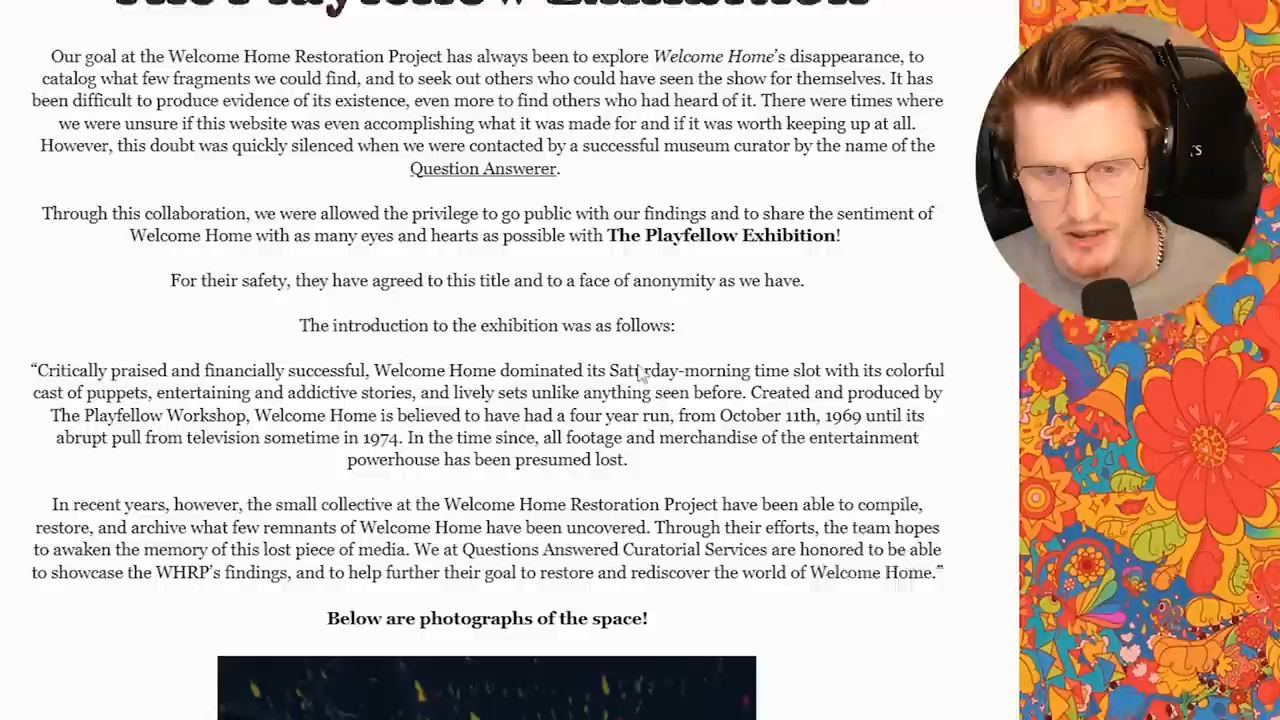 The Playfellow Exhibition
Our goal at the Welcome Home Restoration Project has always been to explore Welcome Home's disappearance, to
catalog what few fragments we could find, and to seek out others who could have seen the show for themselves. It has
been difficult to produce evidence of its existence, even more to find others who had heard of it. There were times where
we were unsure if this website was even accomplishing what it was made for and if it was worth keeping up at all.
However, this doubt was quickly silenced when we were contacted by a successful museum curator by the name of the
Question Answerer.
Through this collaboration, we were allowed the privilege to go public with our findings and to share the sentiment of
Welcome Home with as many eyes and hearts as possible with The Playfellow Exhibition!
For their safety, they have agreed to this title and to a face of anonymity as we have.
The introduction to the exhibition was as follows:
“Critically praised and financially successful, Welcome Home dominated its Saturday-morning time slot with its colorful
cast of puppets, entertaining and addictive stories, and lively sets unlike anything seen before. Created and produced by
The Playfellow Workshop, Welcome Home is believed to have had a four year run, from October 11th, 1969 until its
abrupt pull from television sometime in 1974. In the time since, all footage and merchandise of the entertainment
powerhouse has been presumed lost.
In recent years, however, the small collective at the Welcome Home Restoration Project have been able to compile,
restore, and archive what few remnants of Welcome Home have been uncovered. Through their efforts, the team hopes
to awaken the memory of this lost piece of media. We at Questions Answered Curatorial Services are honored to be able
to showcase the WHRP’s findings, and to help further their goal to restore and rediscover the world of Welcome Home.”
Below are photographs of the space!